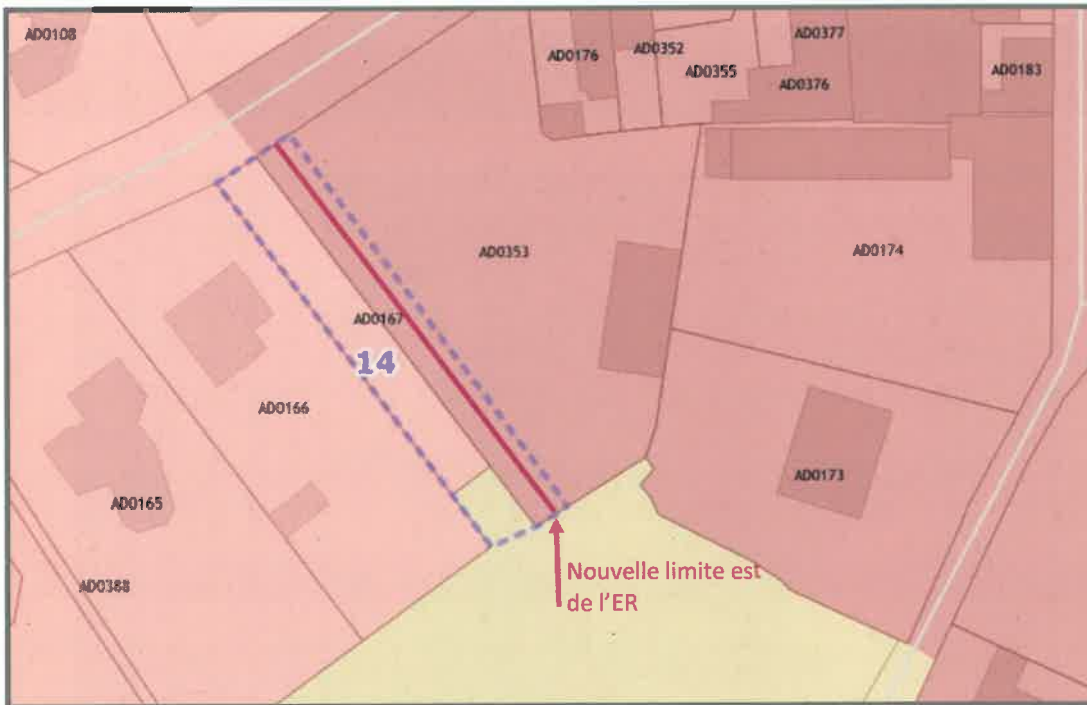 AD0108
AD0176
AD0352
AD0377
AD0355
AD0376
AD0183
AD0353
AD0174
AD0167
14
AD0166
AD0165
AD0173
AD0388
Nouvelle limite est
de l'ER